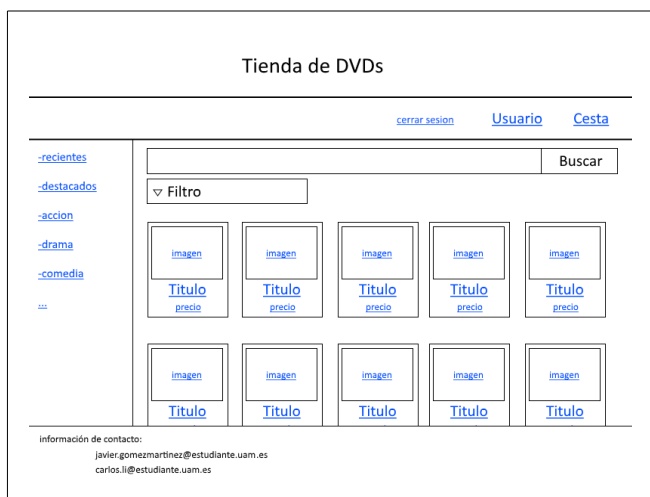 Tienda de DVDs
cerrar sesion Usuario Cesta
-recientes
-destacados
-accion
-drama
-comedia
...
Buscar
Filtro
imagen imagen imagen imagen imagen
Titulo Titulo Titulo Titulo Titulo
precio precio precio precio precio
imagen imagen imagen imagen imagen
Titulo Titulo Titulo Titulo Titulo
información de contacto:
javier.gomezmartinez@estudiante.uam.es
carlos.li@estudiante.uam.es